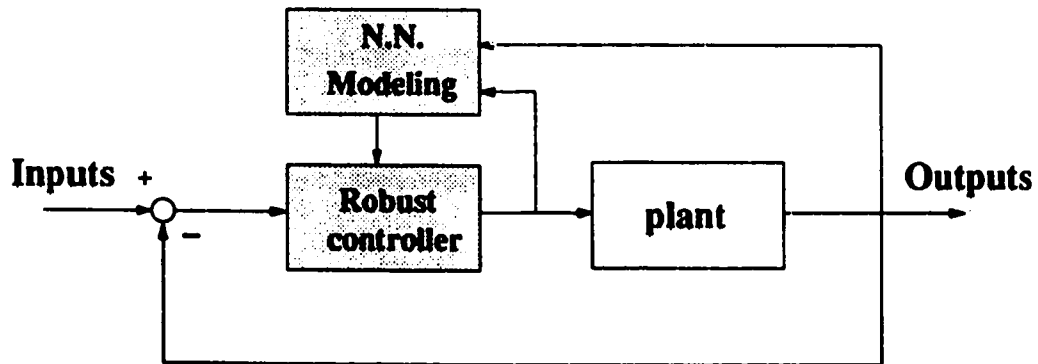 N.N.
Modeling
Inputs +
Outputs
Robust
controller
plant
−